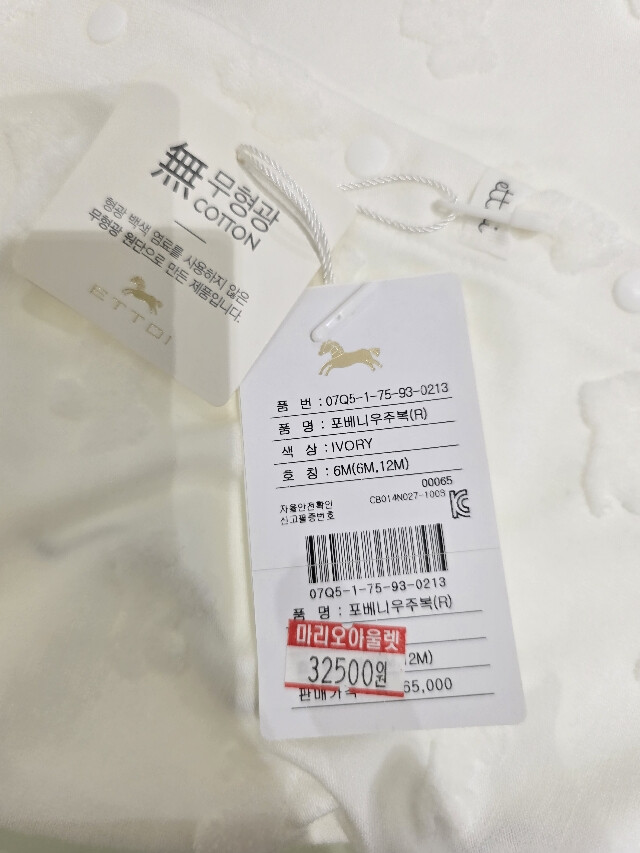 無 무형광
COTTON
형광 백색 염료를 사용하지 않은
무형광 원단으로 만든 제품입니다.
ETTOI
ett i
품 번 : 07Q5-1-75-93-0213
품 명 : 포베니우주복(R)
색 상 : IVORY
호 칭 : 6M(6M,12M)
00065
자율안전확인 CB014N027-1003
신고필증번호
07Q5-1-75-93-0213
품 명 : 포베니우주복(R)
마리오아울렛
32500원
2M)
판매가격 65,000